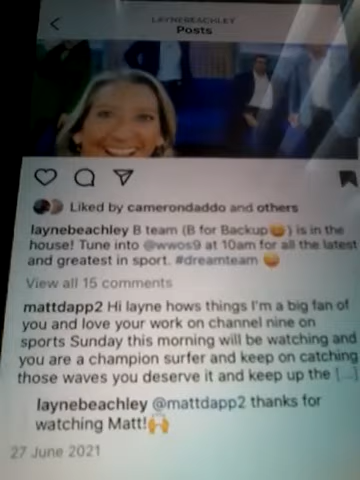 LAYNEBEACHLEY
Posts
Liked by camerondaddo and others
laynebeachley B team (B for Backup😄) is in the
house! Tune into @wwos9 at 10am for all the latest
and greatest in sport. #dreamteam 😄
View all 15 comments
mattdapp2 Hi layne hows things I'm a big fan of
you and love your work on channel nine on
sports Sunday this morning will be watching and
you are a champion surfer and keep on catching
those waves you deserve it and keep up the [...]
laynebeachley @mattdapp2 thanks for
watching Matt!🙌
27 June 2021